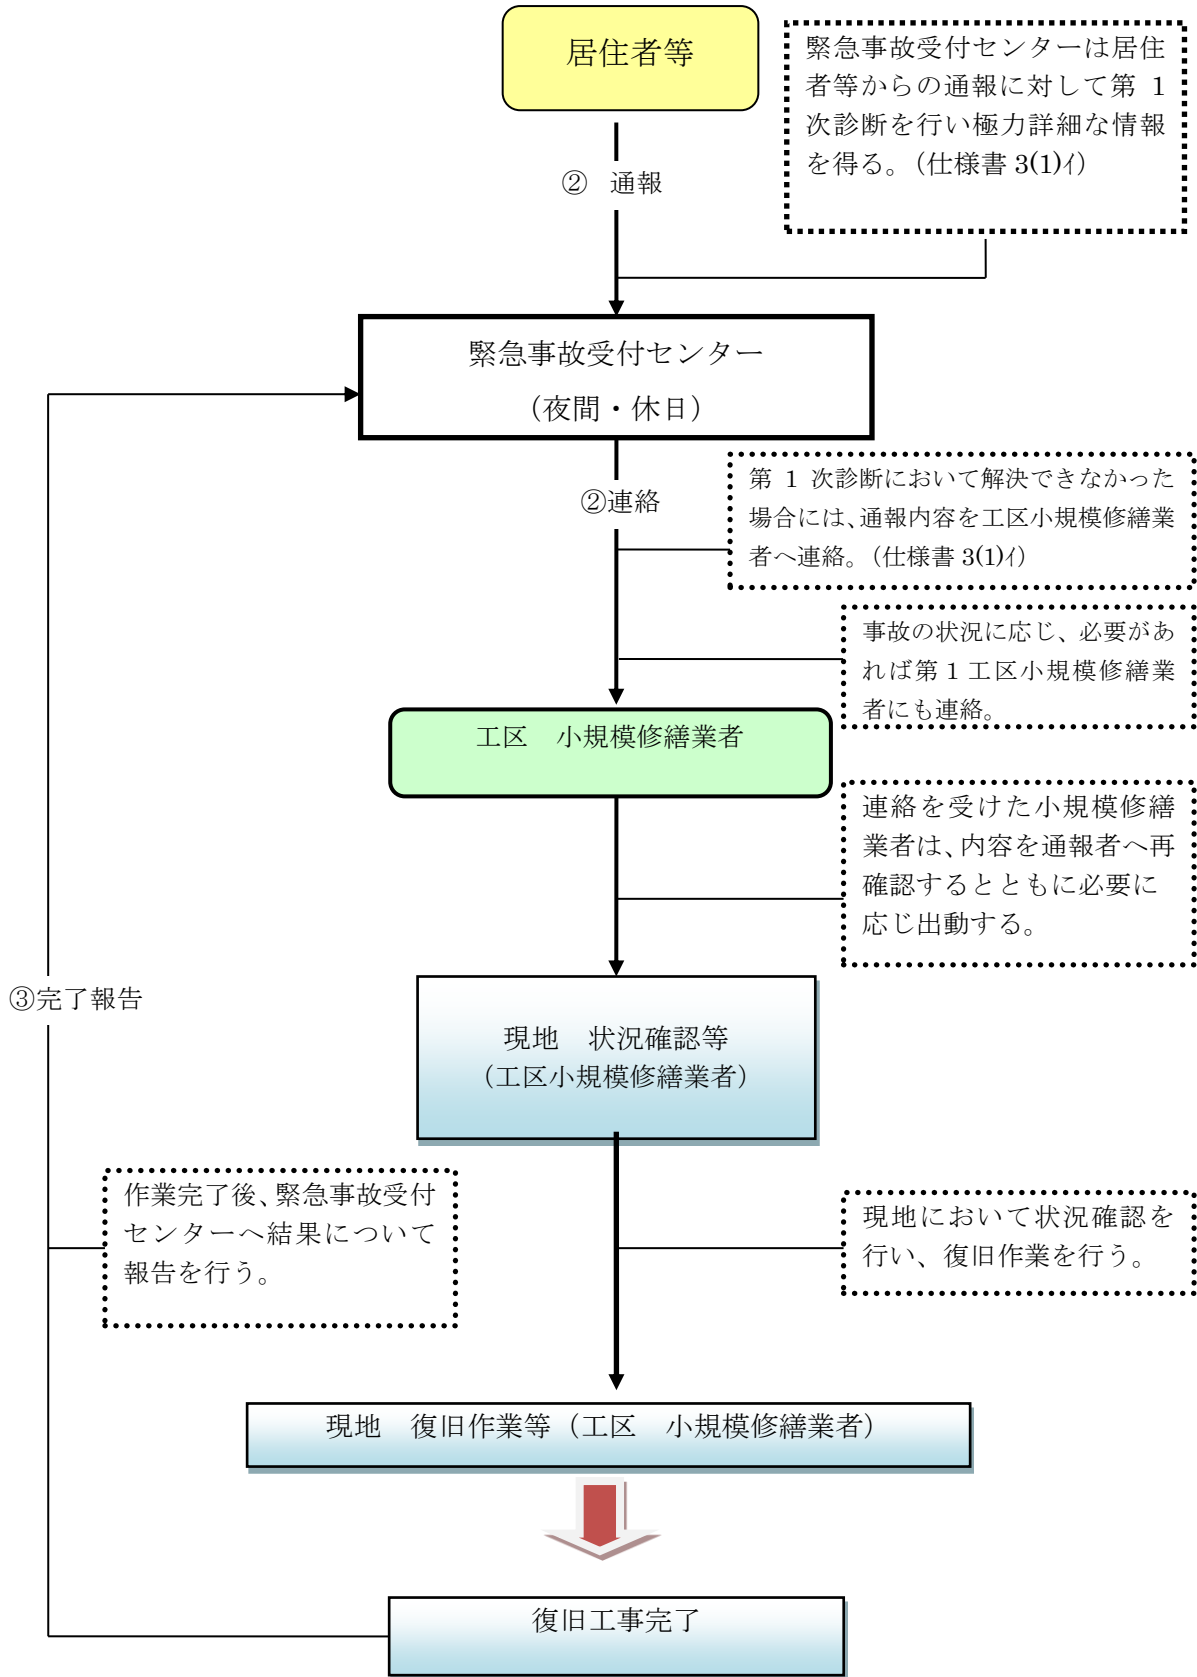 居住者等
緊急事故受付センターは居住
者等からの通報に対して第 1
次診断を行い極力詳細な情報
を得る。（仕様書 3(1)ｲ）
②　通報
緊急事故受付センター
（夜間・休日）
②連絡
第 1 次診断において解決できなかった
場合には、通報内容を工区小規模修繕業
者へ連絡。（仕様書 3(1)ｲ）
事故の状況に応じ、必要があ
れば第１工区小規模修繕業
者にも連絡。
工区　小規模修繕業者
連絡を受けた小規模修繕
業者は、内容を通報者へ再
確認するとともに必要に
応じ出動する。
③完了報告
現地　状況確認等
（工区小規模修繕業者）
作業完了後、緊急事故受付
センターへ結果について
報告を行う。
現地において状況確認を
行い、復旧作業を行う。
現地　復旧作業等（工区　小規模修繕業者）
復旧工事完了